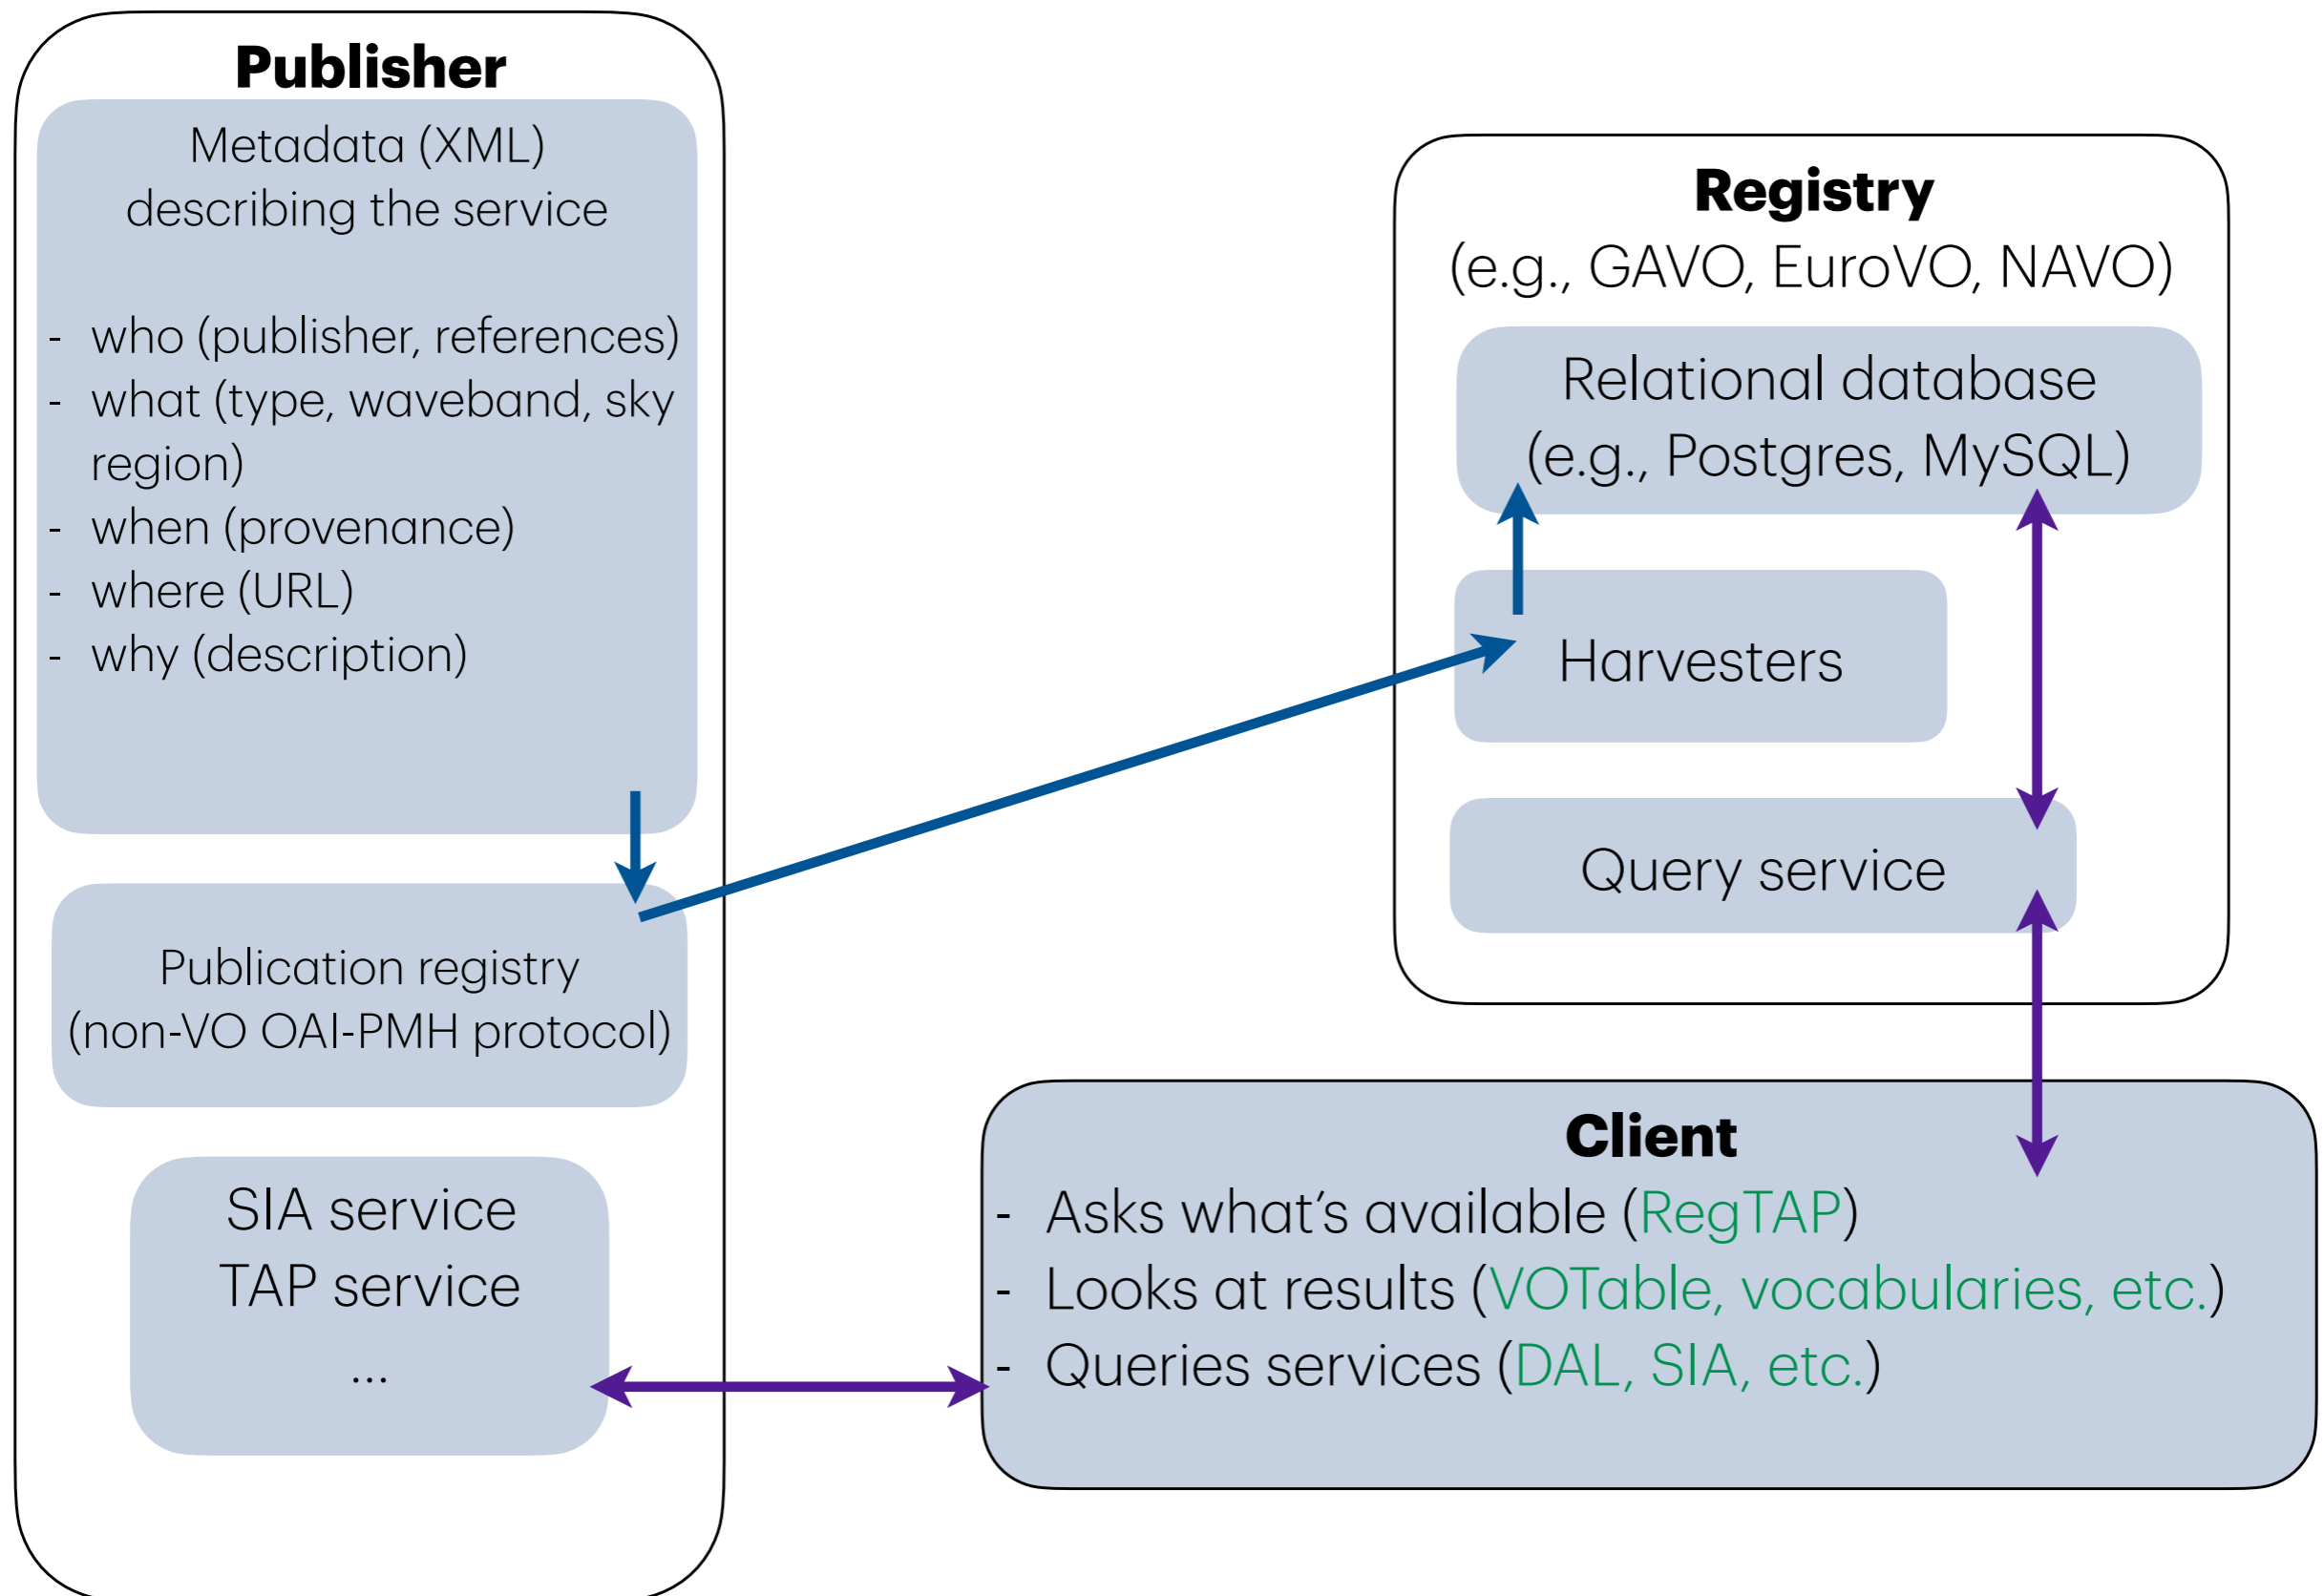 Publisher
Metadata (XML)
describing the service
- who (publisher, references)
- what (type, waveband, sky
region)
- when (provenance)
- where (URL)
- why (description)
Publication registry
(non-VO OAI-PMH protocol)
SIA service
TAP service
...
Registry
(e.g., GAVO, EuroVO, NAVO)
Relational database
(e.g., Postgres, MySQL)
Harvesters
Query service
Client
- Asks what’s available (RegTAP)
- Looks at results (VOTable, vocabularies, etc.)
- Queries services (DAL, SIA, etc.)